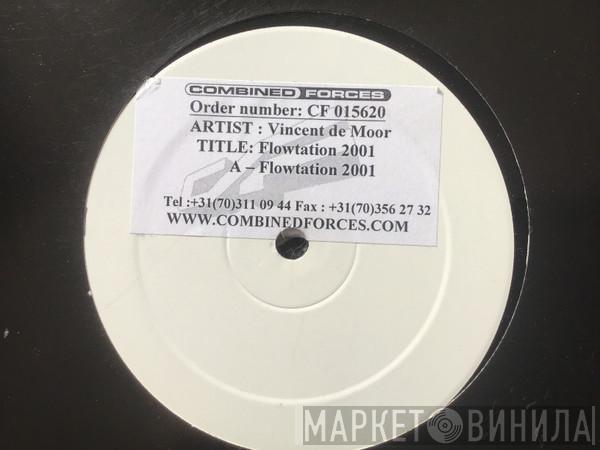 COMBINED FORCES
Order number: CF 015620
ARTIST : Vincent de Moor
TITLE: Flowtation 2001
A – Flowtation 2001
Tel :+31(70)311 09 44 Fax : +31(70)356 27 32
WWW.COMBINEDFORCES.COM
МАРКЕТ ВИНИЛА